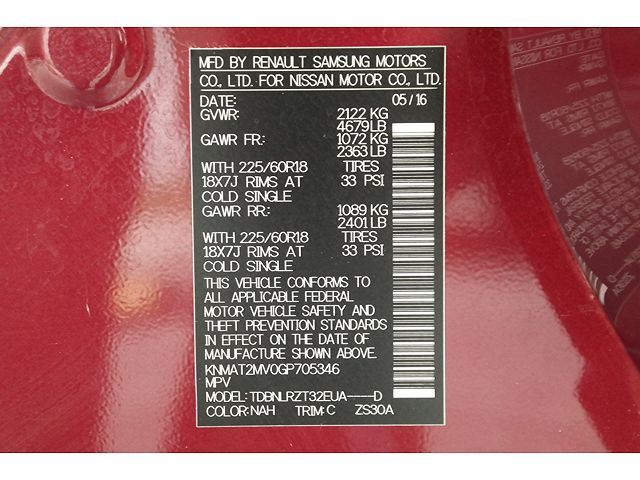 MFD BY RENAULT SAMSUNG MOTORS
CO., LTD. FOR NISSAN MOTOR CO., LTD.
DATE: 05/16
GVWR: 2122 KG
4679LB
GAWR FR: 1072 KG
2363LB
WITH 225/60R18 TIRES
18X7J RIMS AT 33 PSI
COLD SINGLE
GAWR RR: 1089 KG
2401LB
WITH 225/60R18 TIRES
18X7J RIMS AT 33 PSI
COLD SINGLE
THIS VEHICLE CONFORMS TO
ALL APPLICABLE FEDERAL
MOTOR VEHICLE SAFETY AND
THEFT PREVENTION STANDARDS
IN EFFECT ON THE DATE OF
MANUFACTURE SHOWN ABOVE.
KNMAT2MV0GP705346
MPV
MODEL: TDBNLRZT32EUA----D
COLOR: NAH TRIM: C ZS30A